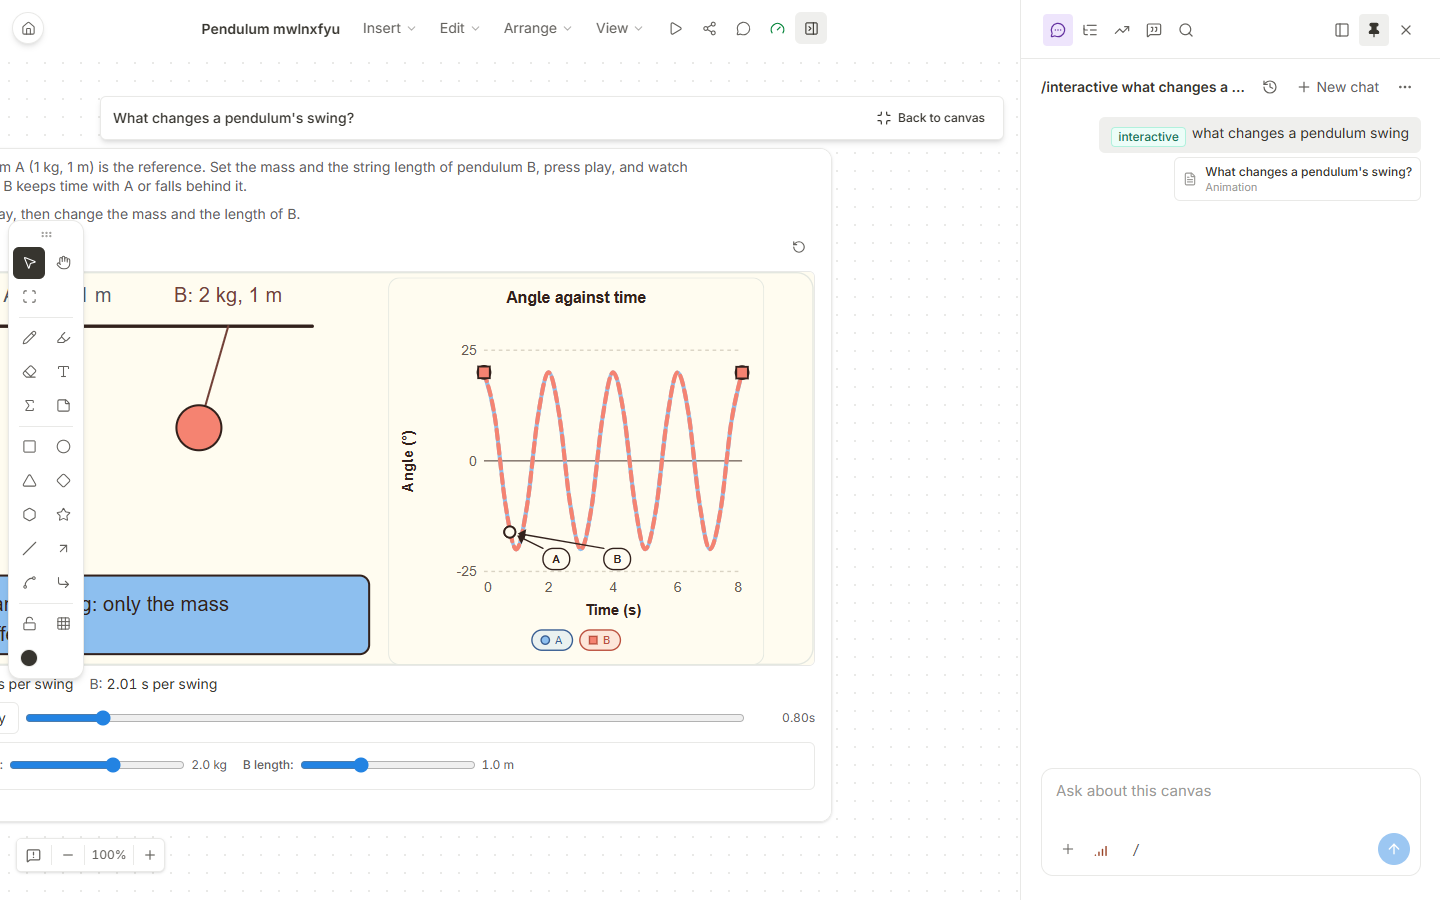 Pendulum mwlnxfyu
Insert
Edit
Arrange
View
What changes a pendulum's swing?
Back to canvas
m A (1 kg, 1 m) is the reference. Set the mass and the string length of pendulum B, press play, and watch
B keeps time with A or falls behind it.
ay, then change the mass and the length of B.
1 m
B: 2 kg, 1 m
Angle against time
25
0
-25
Angle (°)
A
B
0 2 4 6 8
Time (s)
A
B
g: only the mass
s per swing B: 2.01 s per swing
y
0.80s
: 2.0 kg B length: 1.0 m
100%
/interactive what changes a ...
New chat
interactive what changes a pendulum swing
What changes a pendulum's swing?
Animation
Ask about this canvas
/